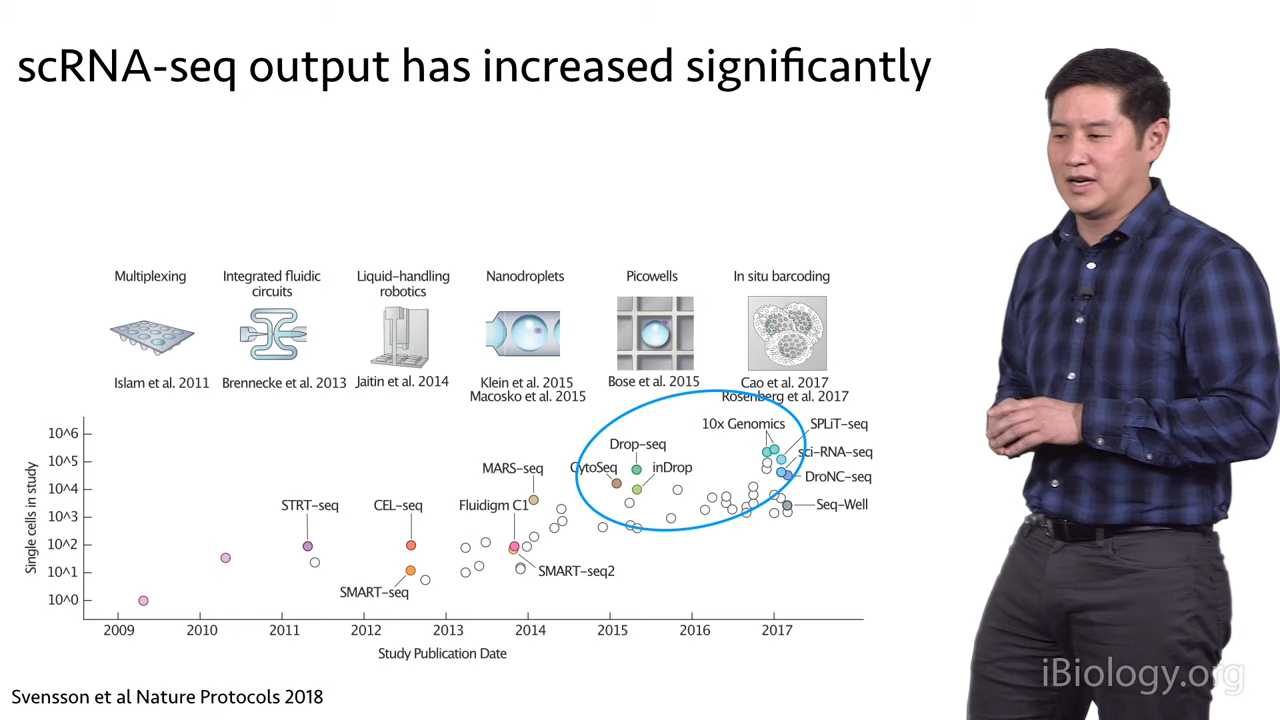 scRNA-seq output has increased significantly
Multiplexing
Integrated fluidic
circuits
Liquid-handling
robotics
Nanodroplets
Picowells
In situ barcoding
Islam et al. 2011
Brennecke et al. 2013
Jaitin et al. 2014
Klein et al. 2015
Macosko et al. 2015
Bose et al. 2015
Cao et al. 2017
Rosenberg et al. 2017
Single cells in study
10^6
10^5
10^4
10^3
10^2
10^1
10^0
STRT-seq
CEL-seq
SMART-seq
Fluidigm C1
SMART-seq2
MARS-seq
CytoSeq
Drop-seq
inDrop
10x Genomics
SPLiT-seq
sci-RNA-seq
DroNC-seq
Seq-Well
2009
2010
2011
2012
2013
2014
2015
2016
2017
Study Publication Date
Svensson et al Nature Protocols 2018
iBiology.org